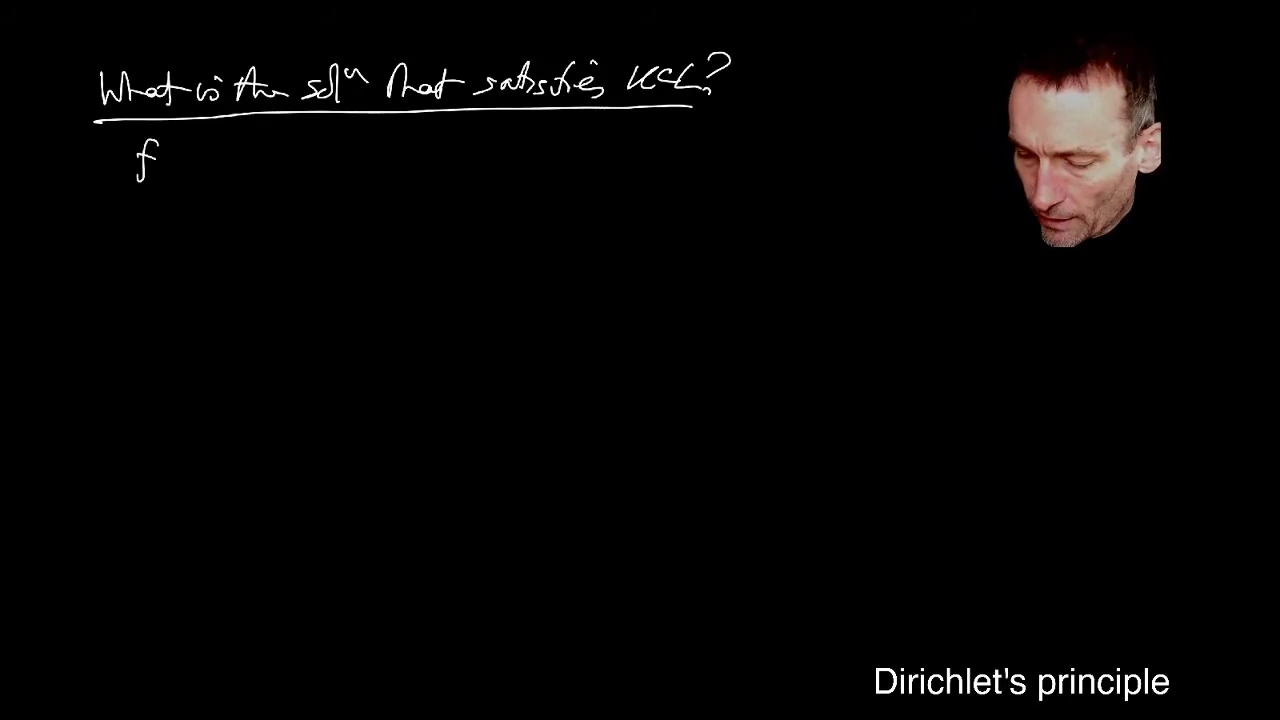 What is the solⁿ that satisfies KCL?
f
Dirichlet's principle